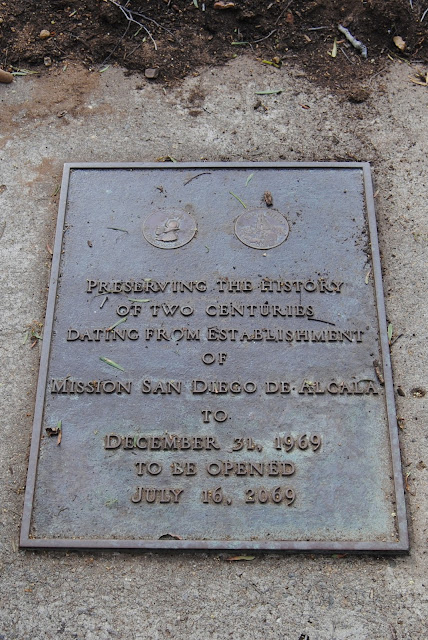 PRESERVING THE HISTORY
OF TWO CENTURIES
DATING FROM ESTABLISHMENT
OF
MISSION SAN DIEGO DE ALCALA
TO
DECEMBER 31, 1969
TO BE OPENED
JULY 16, 2069